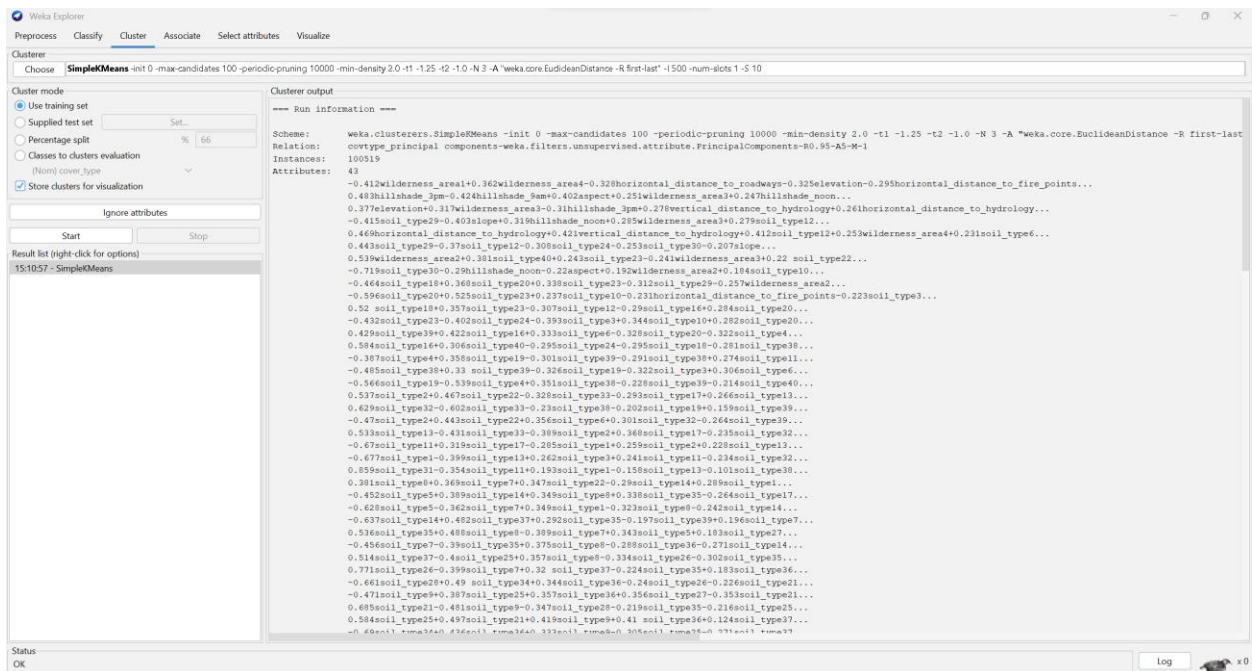 Weka Explorer
Preprocess Classify Cluster Associate Select attributes Visualize
Clusterer
Choose SimpleKMeans -init 0 -max-candidates 100 -periodic-pruning 10000 -min-density 2.0 -t1 -1.25 -t2 -1.0 -N 3 -A "weka.core.EuclideanDistance -R first-last" -I 500 -num-slots 1 -S 10
Cluster mode
Use training set
Supplied test set Set...
Percentage split % 66
Classes to clusters evaluation
(Nom) cover_type
Store clusters for visualization
Ignore attributes
Start Stop
Result list (right-click for options)
15:10:57 - SimpleKMeans
Clusterer output
=== Run information ===
Scheme: weka.clusterers.SimpleKMeans -init 0 -max-candidates 100 -periodic-pruning 10000 -min-density 2.0 -t1 -1.25 -t2 -1.0 -N 3 -A "weka.core.EuclideanDistance -R first-last
Relation: covtype_principal components-weka.filters.unsupervised.attribute.PrincipalComponents-R0.95-A5-M-1
Instances: 100519
Attributes: 43
-0.412wilderness_area1+0.362wilderness_area4-0.328horizontal_distance_to_roadways-0.325elevation-0.295horizontal_distance_to_fire_points...
0.483hillshade_3pm-0.424hillshade_9am+0.402aspect+0.251wilderness_area3+0.247hillshade_noon...
0.377elevation+0.317wilderness_area3-0.31hillshade_3pm+0.278vertical_distance_to_hydrology+0.261horizontal_distance_to_hydrology...
-0.415soil_type29-0.403slope+0.319hillshade_noon+0.285wilderness_area3+0.279soil_type12...
0.469horizontal_distance_to_hydrology+0.421vertical_distance_to_hydrology+0.412soil_type12+0.253wilderness_area4+0.231soil_type6...
0.443soil_type29-0.37soil_type12-0.308soil_type24-0.253soil_type30-0.207slope...
0.539wilderness_area2+0.381soil_type40+0.243soil_type23-0.241wilderness_area3+0.22 soil_type22...
-0.719soil_type30-0.29hillshade_noon-0.22aspect+0.192wilderness_area2+0.184soil_type10...
-0.464soil_type18+0.368soil_type20+0.338soil_type23-0.312soil_type29-0.257wilderness_area2...
-0.596soil_type20+0.525soil_type23+0.237soil_type10-0.231horizontal_distance_to_fire_points-0.223soil_type3...
0.52 soil_type18+0.357soil_type23-0.307soil_type12-0.29soil_type16+0.284soil_type20...
-0.432soil_type23-0.402soil_type24-0.393soil_type3+0.344soil_type10+0.282soil_type20...
0.429soil_type39+0.422soil_type16+0.333soil_type6-0.328soil_type20-0.322soil_type4...
0.584soil_type16+0.306soil_type40-0.295soil_type24-0.295soil_type18-0.281soil_type38...
-0.387soil_type4+0.358soil_type19-0.301soil_type39-0.291soil_type38+0.274soil_type11...
-0.485soil_type38+0.33 soil_type39-0.326soil_type19-0.322soil_type3+0.306soil_type6...
-0.566soil_type19-0.539soil_type4+0.351soil_type38-0.228soil_type39-0.214soil_type40...
0.537soil_type2+0.467soil_type22-0.328soil_type33-0.293soil_type17+0.266soil_type13...
0.629soil_type32-0.602soil_type33-0.23soil_type38-0.202soil_type19+0.159soil_type39...
-0.47soil_type2+0.443soil_type22+0.356soil_type6+0.301soil_type32-0.264soil_type39...
0.533soil_type13-0.431soil_type33-0.389soil_type2+0.368soil_type17-0.235soil_type32...
-0.67soil_type11+0.319soil_type17-0.285soil_type1+0.259soil_type2+0.228soil_type13...
-0.677soil_type1-0.399soil_type13+0.262soil_type3+0.241soil_type11-0.234soil_type32...
0.859soil_type31-0.354soil_type11+0.193soil_type1-0.158soil_type13-0.101soil_type38...
0.381soil_type8+0.369soil_type7+0.347soil_type22-0.29soil_type14+0.289soil_type1...
-0.452soil_type5+0.389soil_type14+0.349soil_type8+0.338soil_type35-0.264soil_type17...
-0.628soil_type5-0.362soil_type7+0.349soil_type1-0.323soil_type8-0.242soil_type14...
-0.637soil_type14+0.482soil_type37+0.292soil_type35-0.197soil_type39+0.196soil_type7...
0.536soil_type35+0.488soil_type8-0.389soil_type7+0.343soil_type5+0.183soil_type27...
-0.456soil_type7-0.39soil_type35+0.375soil_type8-0.288soil_type36-0.271soil_type14...
0.514soil_type37-0.4soil_type25+0.357soil_type8-0.334soil_type26-0.302soil_type35...
0.771soil_type26-0.399soil_type7+0.32 soil_type37-0.224soil_type35+0.183soil_type36...
-0.661soil_type28+0.49 soil_type34+0.344soil_type36-0.24soil_type26-0.226soil_type21...
-0.471soil_type9+0.387soil_type25+0.357soil_type36+0.356soil_type27-0.353soil_type21...
0.685soil_type21-0.481soil_type9-0.347soil_type28-0.219soil_type35-0.216soil_type25...
0.584soil_type25+0.497soil_type21+0.419soil_type9+0.41 soil_type36+0.124soil_type37...
-0.69soil_type34+0.436soil_type36+0.333soil_type9-0.305soil_type25-0.271soil_type37
Status
OK
Log
x 0